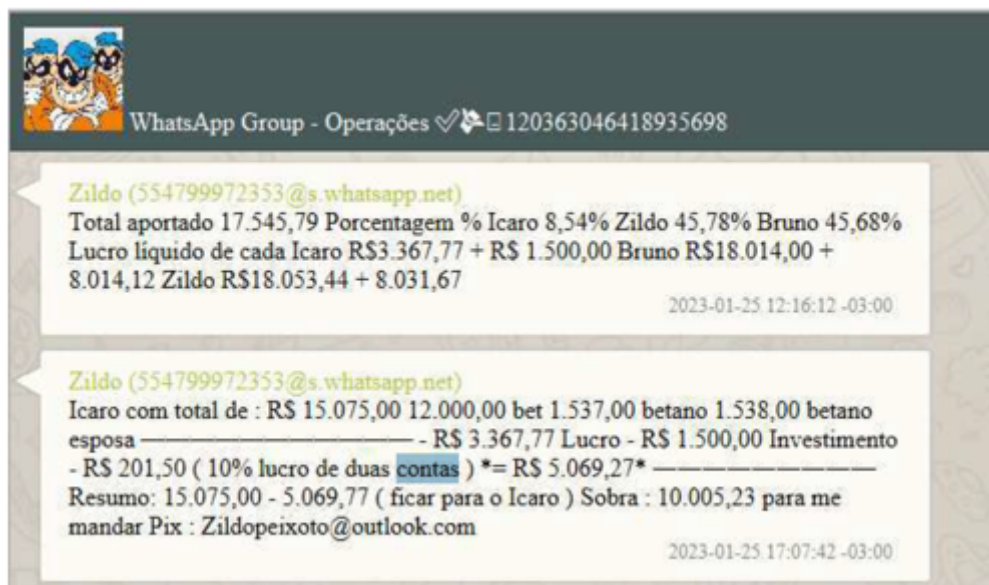 WhatsApp Group - Operações 120363046418935698
Zildo (554799972353@s.whatsapp.net)
Total aportado 17.545,79 Porcentagem % Icaro 8,54% Zildo 45,78% Bruno 45,68%
Lucro líquido de cada Icaro R$3.367,77 + R$ 1.500,00 Bruno R$18.014,00 +
8.014,12 Zildo R$18.053,44 + 8.031,67
2023-01-25 12:16:12 -03:00
Zildo (554799972353@s.whatsapp.net)
Icaro com total de : R$ 15.075,00 12.000,00 bet 1.537,00 betano 1.538,00 betano
esposa ———————————— - R$ 3.367,77 Lucro - R$ 1.500,00 Investimento
- R$ 201,50 ( 10% lucro de duas contas ) *= R$ 5.069,27* ——————————
Resumo: 15.075,00 - 5.069,77 ( ficar para o Icaro ) Sobra : 10.005,23 para me
mandar Pix : Zildopeixoto@outlook.com
2023-01-25 17:07:42 -03:00